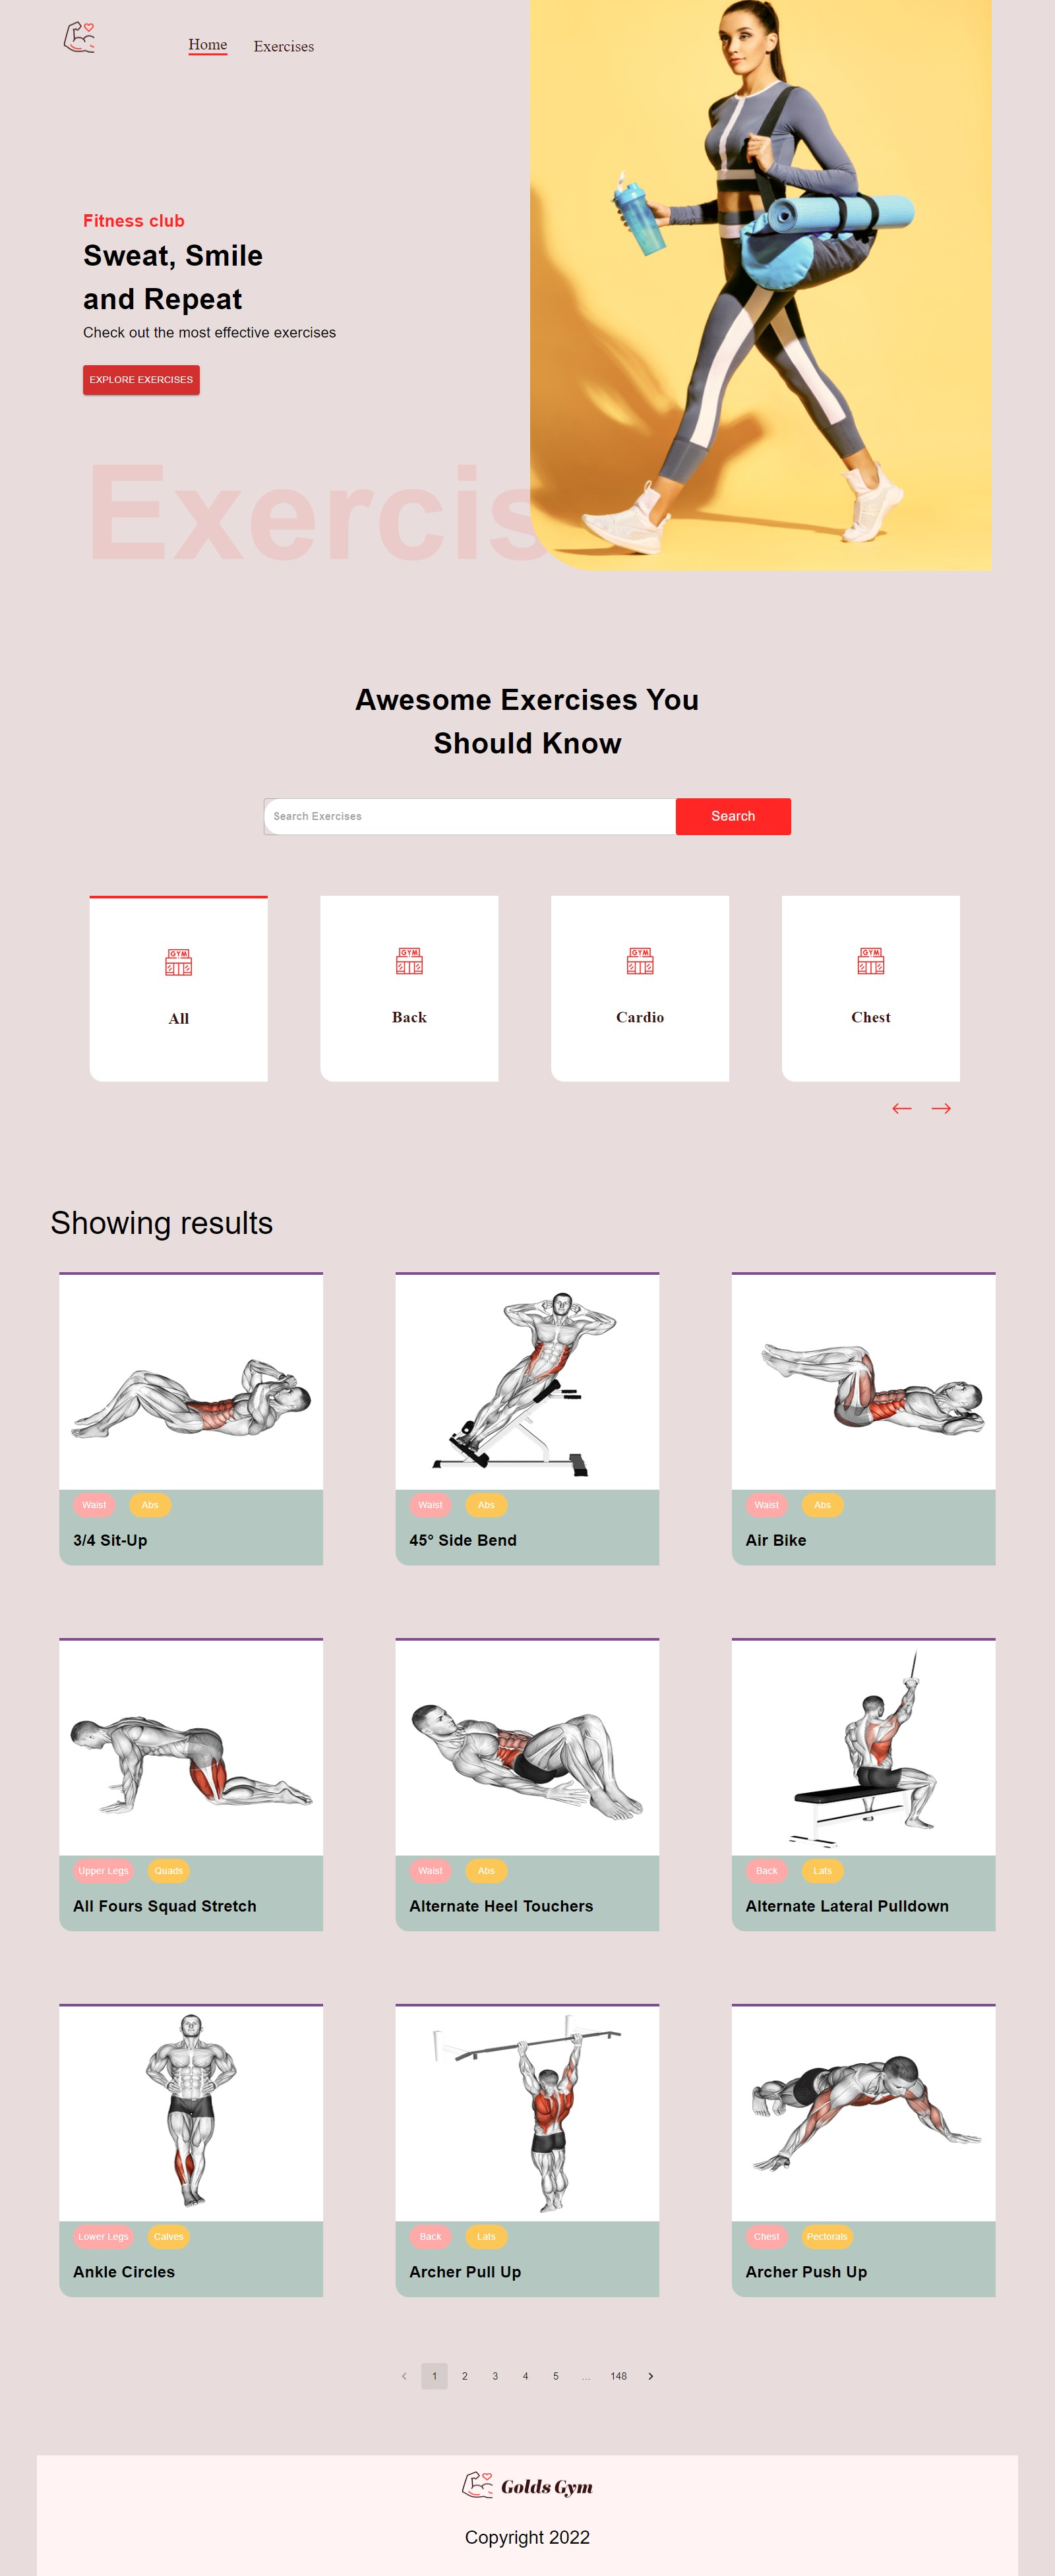 Home Exercises
Fitness club
Sweat, Smile
and Repeat
Check out the most effective exercises
EXPLORE EXERCISES
Exercis
Awesome Exercises You
Should Know
Search Exercises Search
GYM GYM GYM GYM
All Back Cardio Chest
Showing results
Waist Abs Waist Abs Waist Abs
3/4 Sit-Up 45° Side Bend Air Bike
Upper Legs Quads Waist Abs Back Lats
All Fours Squad Stretch Alternate Heel Touchers Alternate Lateral Pulldown
Lower Legs Calves Back Lats Chest Pectorals
Ankle Circles Archer Pull Up Archer Push Up
1 2 3 4 5 … 148
Golds Gym
Copyright 2022